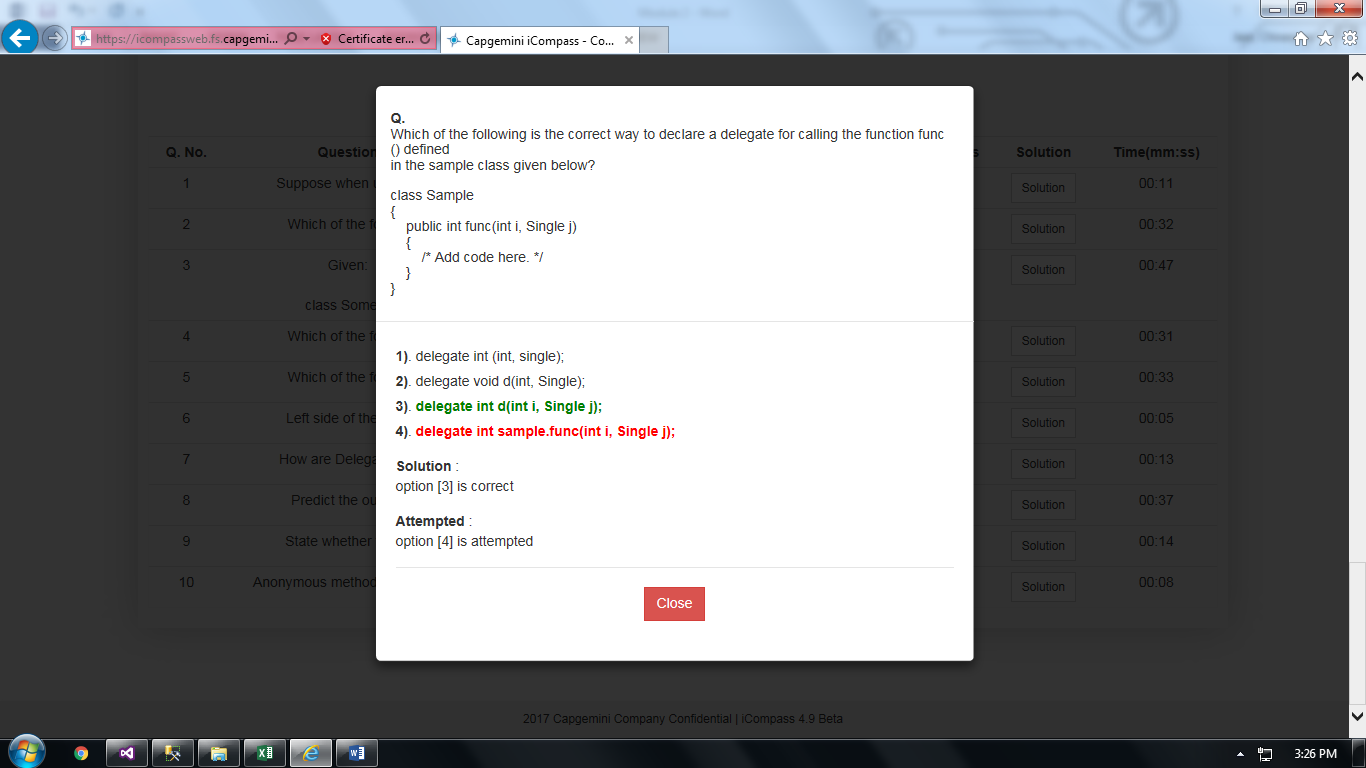 https://icompassweb.fs.capgemi...
Certificate er...
Capgemini iCompass - Co...
Q. No.
Question
s
Solution
Time(mm:ss)
1
Suppose when
Solution
00:11
2
Which of the f
Solution
00:32
3
Given:
Solution
00:47
class Some
4
Which of the f
Solution
00:31
5
Which of the f
Solution
00:33
6
Left side of the
Solution
00:05
7
How are Delega
Solution
00:13
8
Predict the ou
Solution
00:37
9
State whether
Solution
00:14
10
Anonymous method
Solution
00:08
Q.
Which of the following is the correct way to declare a delegate for calling the function func
() defined
in the sample class given below?
class Sample
{
public int func(int i, Single j)
{
/* Add code here. */
}
}
1). delegate int (int, single);
2). delegate void d(int, Single);
3). delegate int d(int i, Single j);
4). delegate int sample.func(int i, Single j);
Solution :
option [3] is correct
Attempted :
option [4] is attempted
Close
2017 Capgemini Company Confidential | iCompass 4.9 Beta
3:26 PM